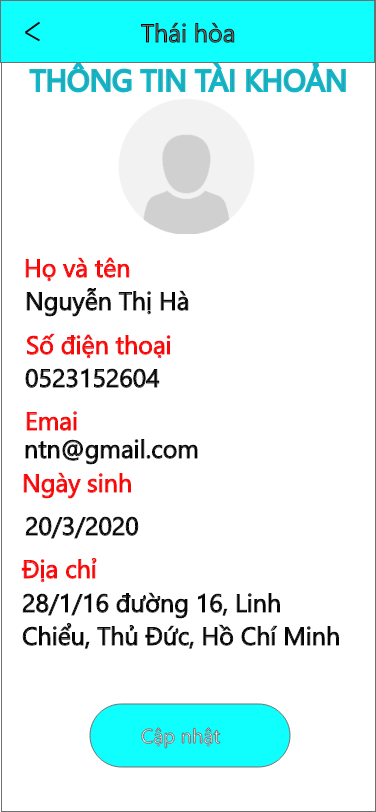 Thái hòa
THÔNG TIN TÀI KHOẢN
Họ và tên
Nguyễn Thị Hà
Số điện thoại
0523152604
Emai
ntn@gmail.com
Ngày sinh
20/3/2020
Địa chỉ
28/1/16 đường 16, Linh
Chiểu, Thủ Đức, Hồ Chí Minh
Cập nhật